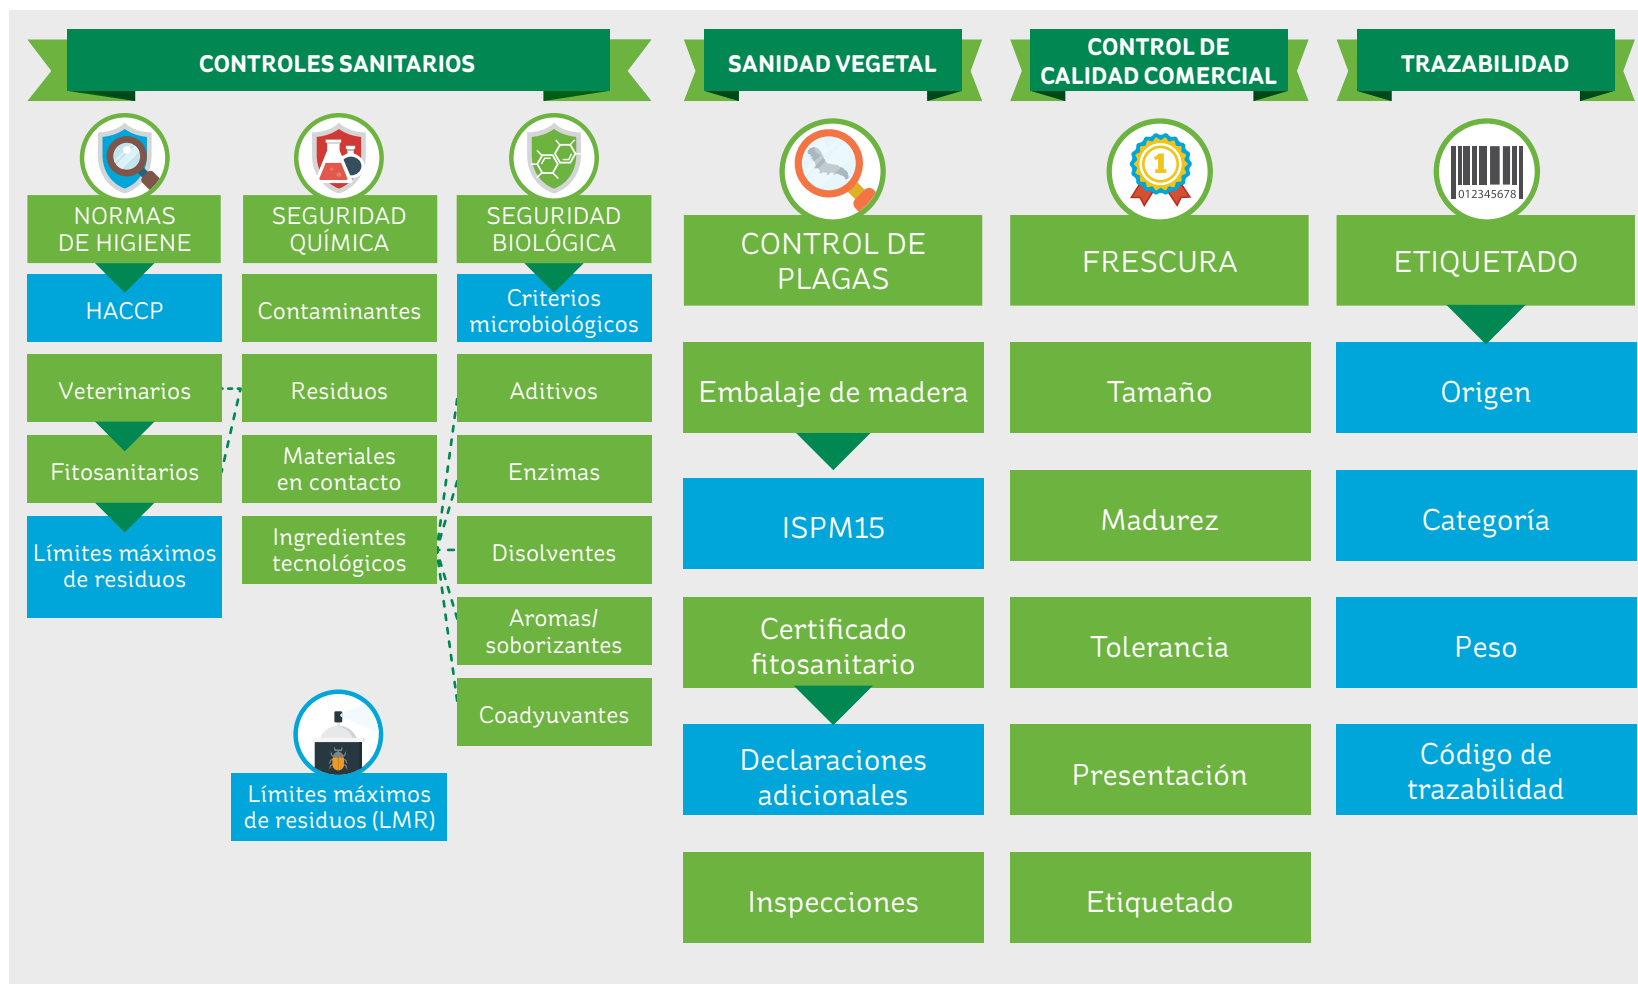 CONTROLES SANITARIOS
NORMAS
DE HIGIENE
HACCP
Veterinarios
Fitosanitarios
Límites máximos
de residuos
SEGURIDAD
QUÍMICA
Contaminantes
Residuos
Materiales
en contacto
Ingredientes
tecnológicos
Límites máximos
de residuos (LMR)
SEGURIDAD
BIOLÓGICA
Criterios
microbiológicos
Aditivos
Enzimas
Disolventes
Aromas/
soborizantes
Coadyuvantes
SANIDAD VEGETAL
CONTROL DE
PLAGAS
Embalaje de madera
ISPM15
Certificado
fitosanitario
Declaraciones
adicionales
Inspecciones
CONTROL DE
CALIDAD COMERCIAL
1
FRESCURA
Tamaño
Madurez
Tolerancia
Presentación
Etiquetado
TRAZABILIDAD
012345678
ETIQUETADO
Origen
Categoría
Peso
Código de
trazabilidad